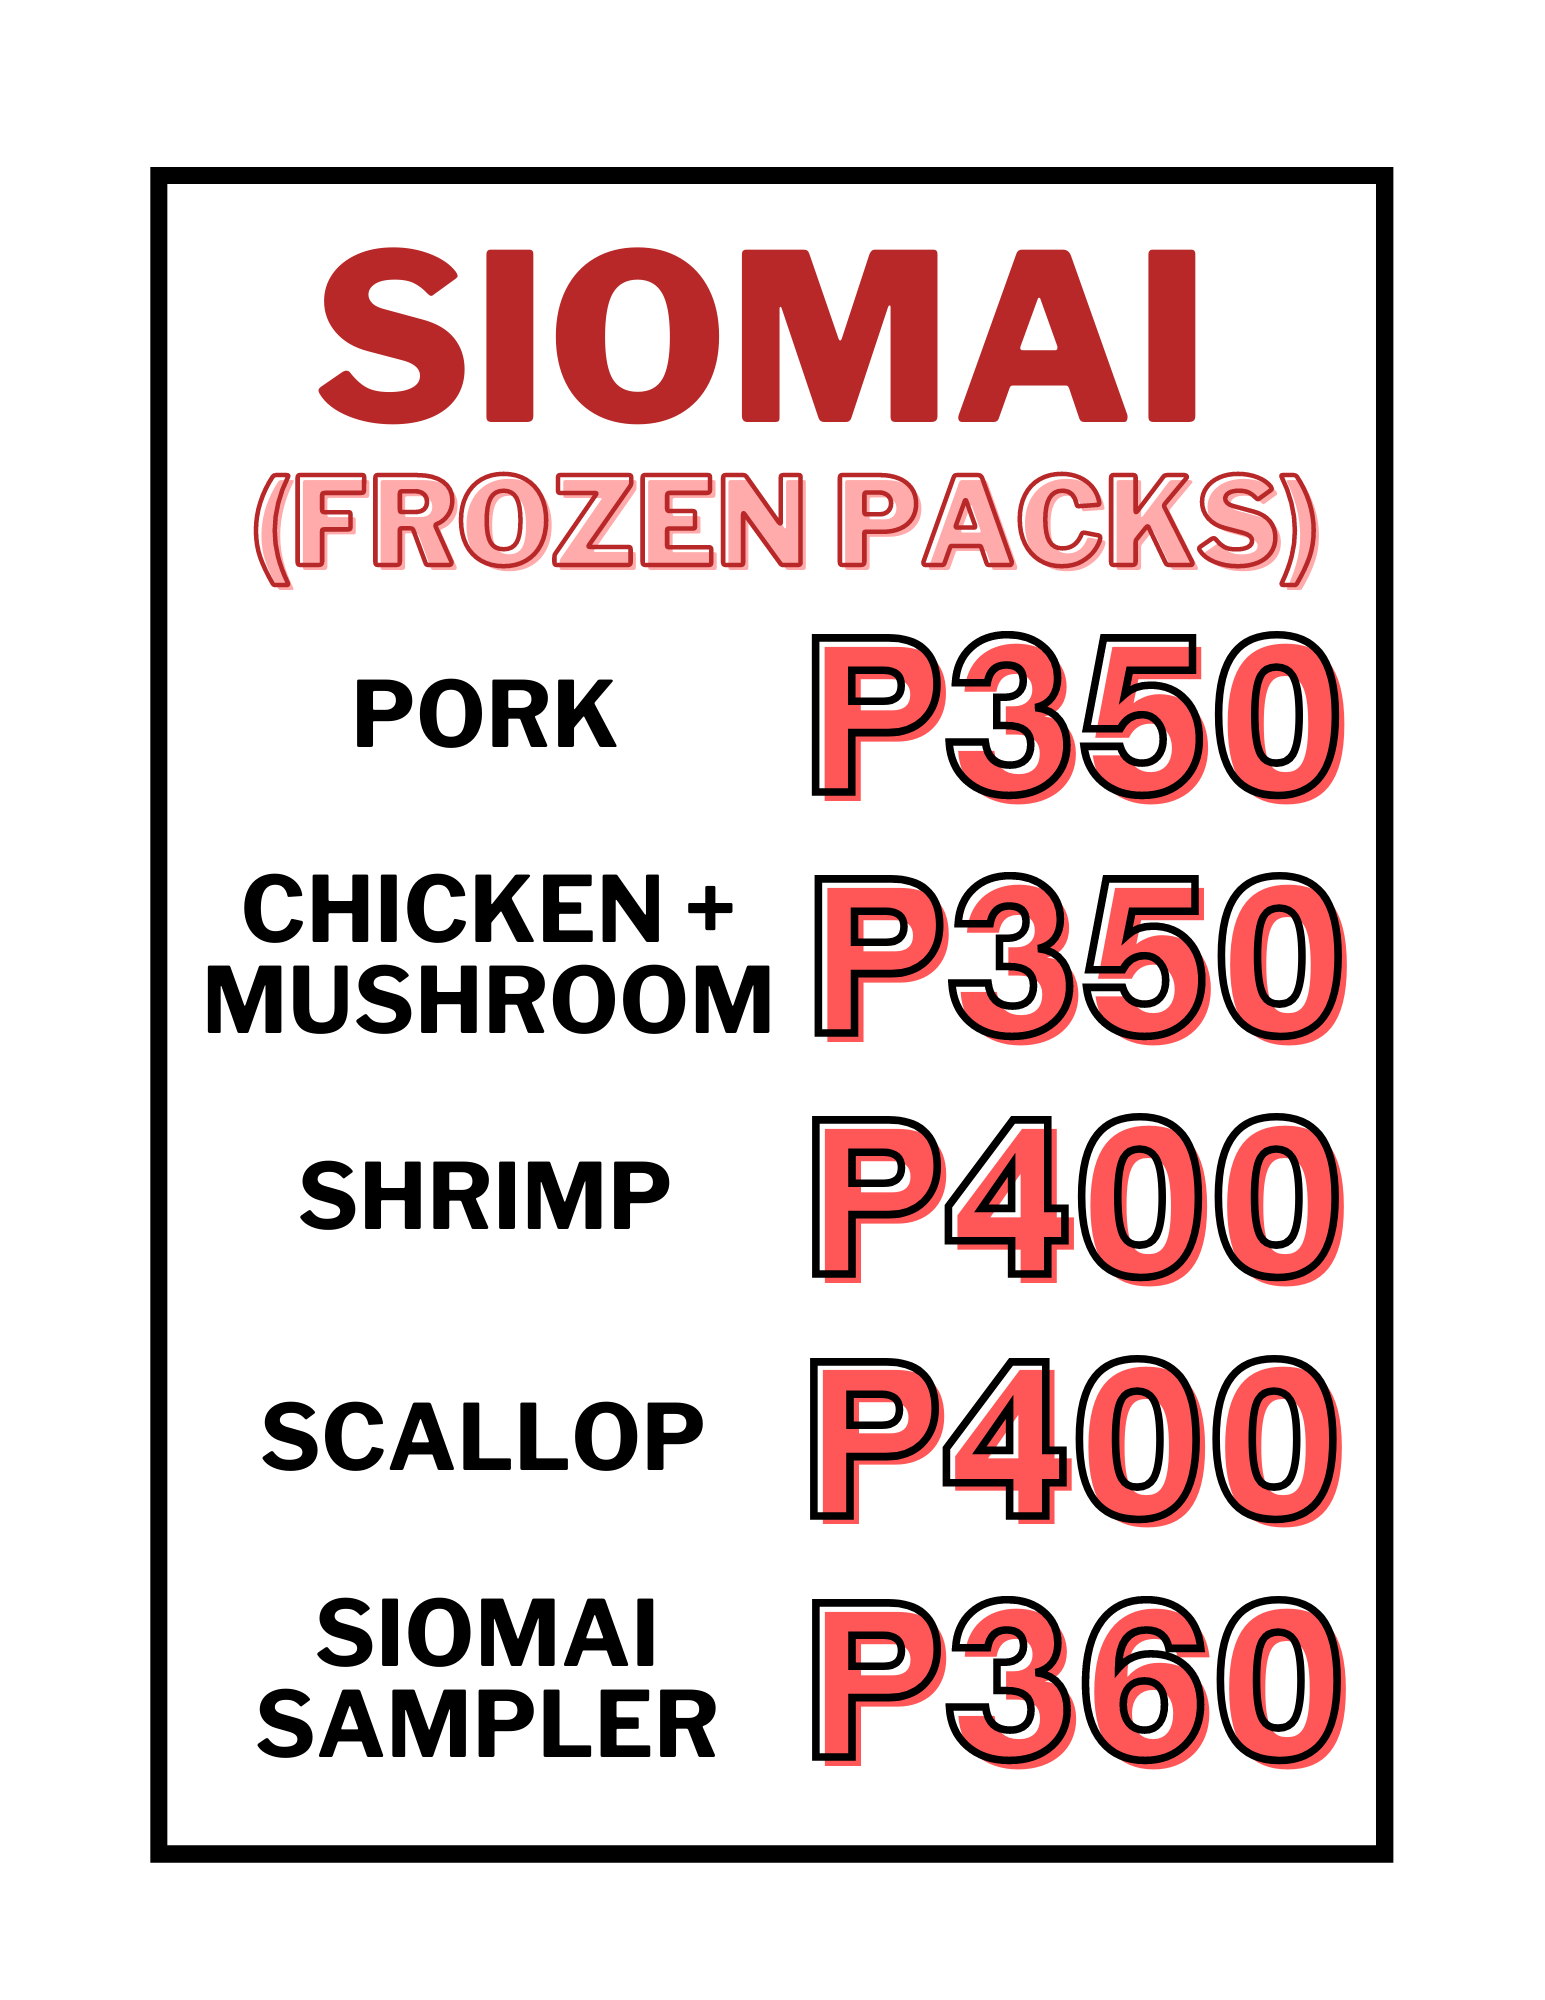 SIOMAI
(FROZEN PACKS)
PORK P350
CHICKEN +
MUSHROOM P350
SHRIMP P400
SCALLOP P400
SIOMAI
SAMPLER P360